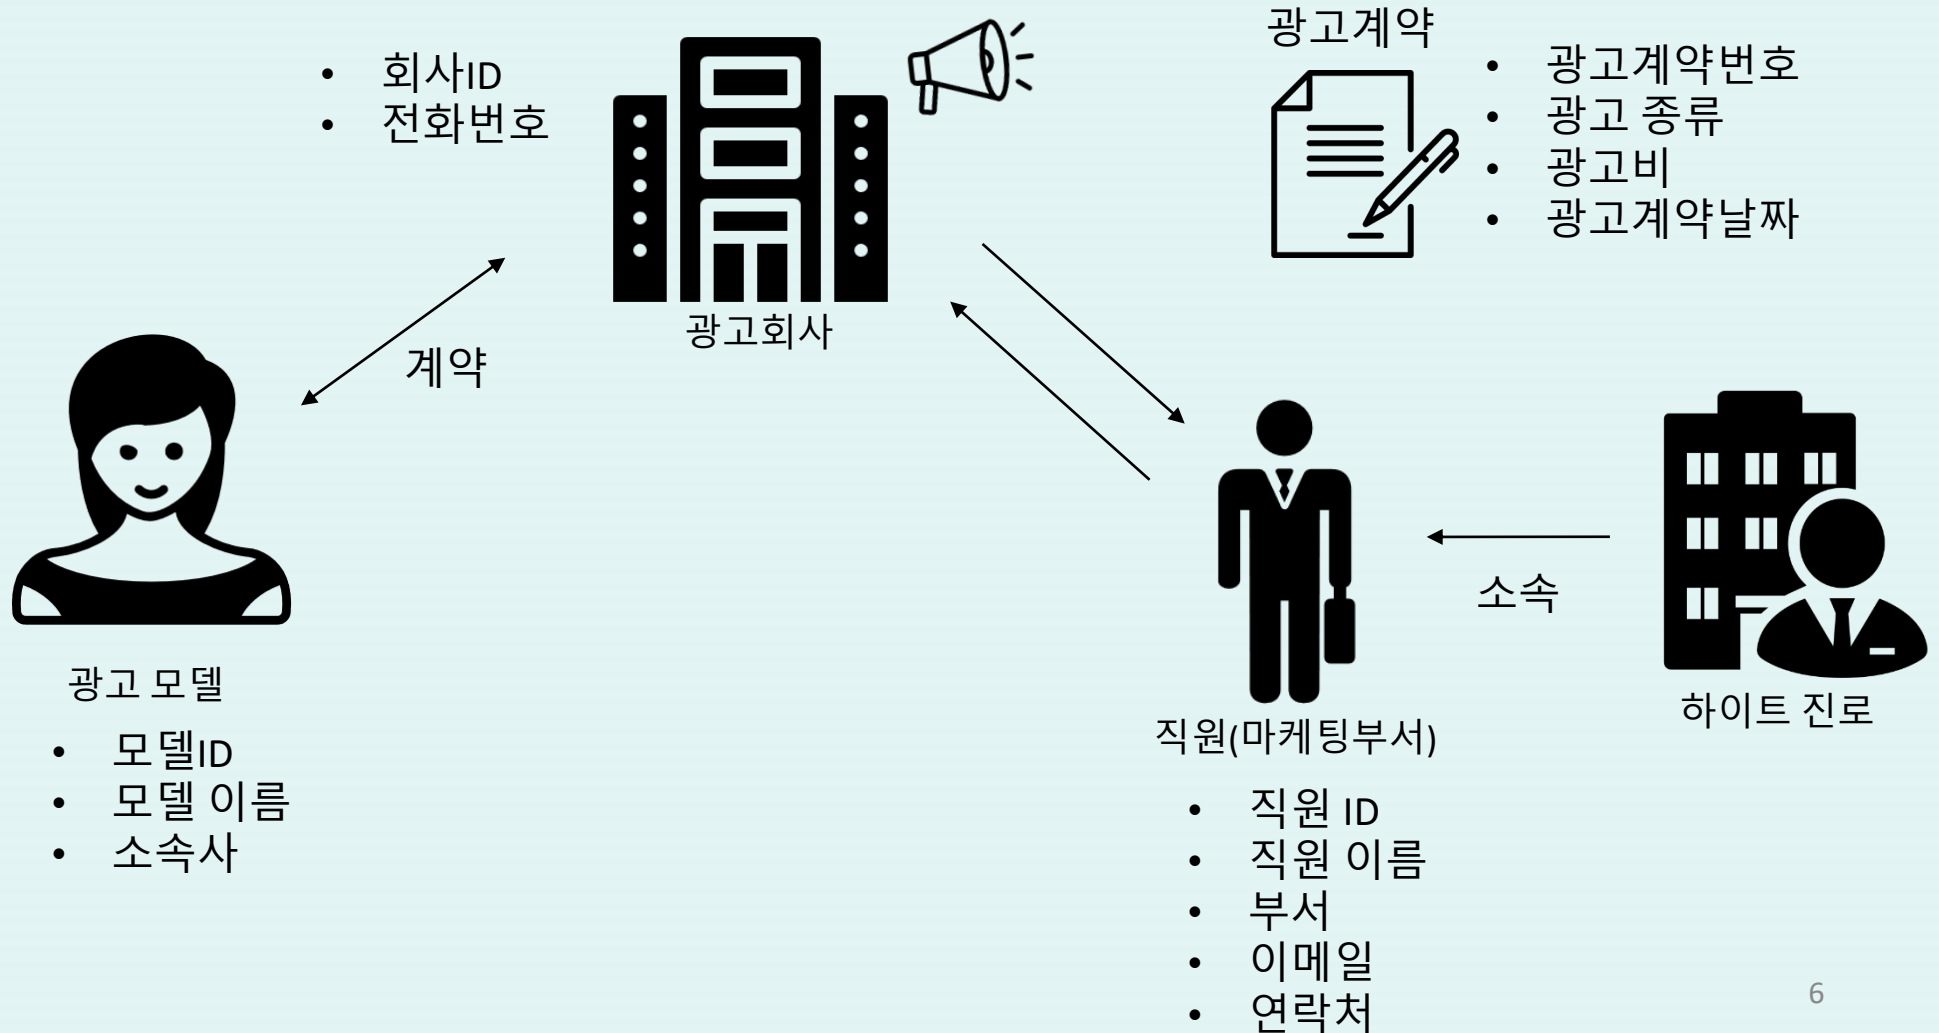 • 회사ID
• 전화번호
광고회사
광고계약
• 광고계약번호
• 광고 종류
• 광고비
• 광고계약날짜
계약
광고 모델
• 모델ID
• 모델 이름
• 소속사
소속
하이트 진로
직원(마케팅부서)
• 직원 ID
• 직원 이름
• 부서
• 이메일
• 연락처
6